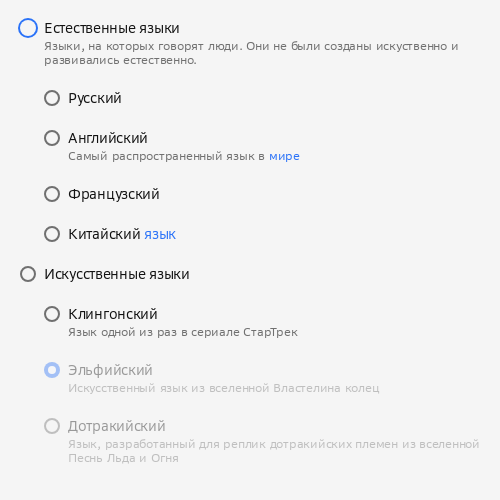 Естественные языки
Языки, на которых говорят люди. Они не были созданы искуственно и
развивались естественно.
Русский
Английский
Самый распространенный язык в мире
Французский
Китайский язык
Искусственные языки
Клингонский
Язык одной из раз в сериале СтарТрек
Эльфийский
Искусственный язык из вселенной Властелина колец
Дотракийский
Язык, разработанный для реплик дотракийских племен из вселенной
Песнь Льда и Огня